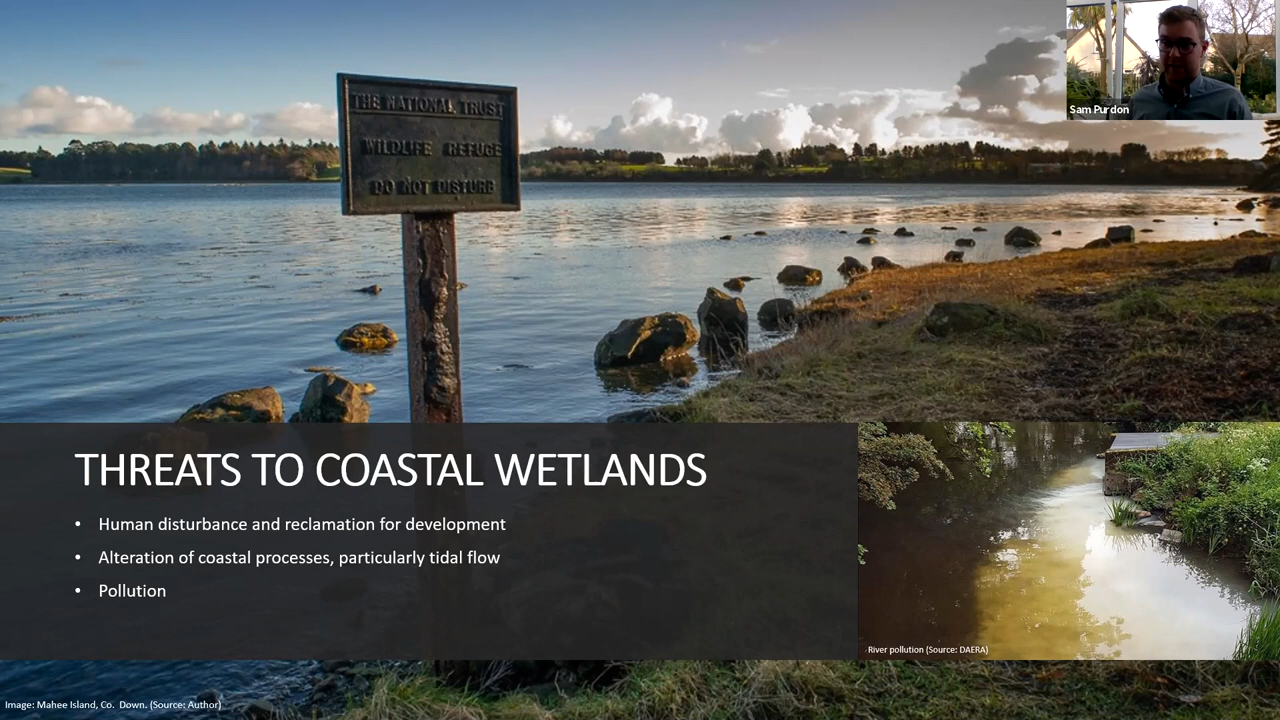 THE NATIONAL TRUST
WILDLIFE REFUGE
DO NOT DISTURB
Sam Purdon
THREATS TO COASTAL WETLANDS
• Human disturbance and reclamation for development
• Alteration of coastal processes, particularly tidal flow
• Pollution
River pollution (Source: DAERA)
Image: Mahee Island, Co. Down. (Source: Author)